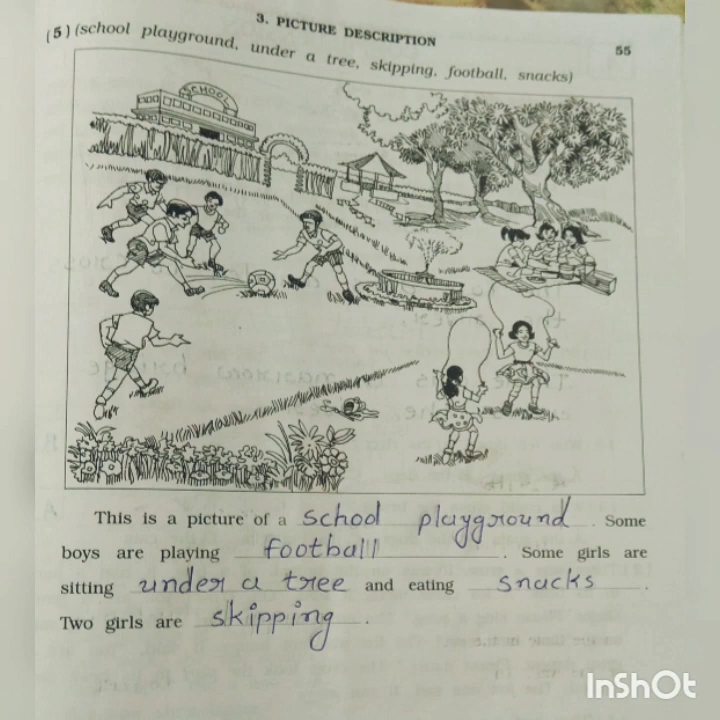 3. PICTURE DESCRIPTION
55
(5) (school playground, under a tree, skipping, football, snacks)
SCHOOL
This is a picture of a school playground. Some
boys are playing football. Some girls are
sitting under a tree and eating snacks.
Two girls are skipping.
InShOt